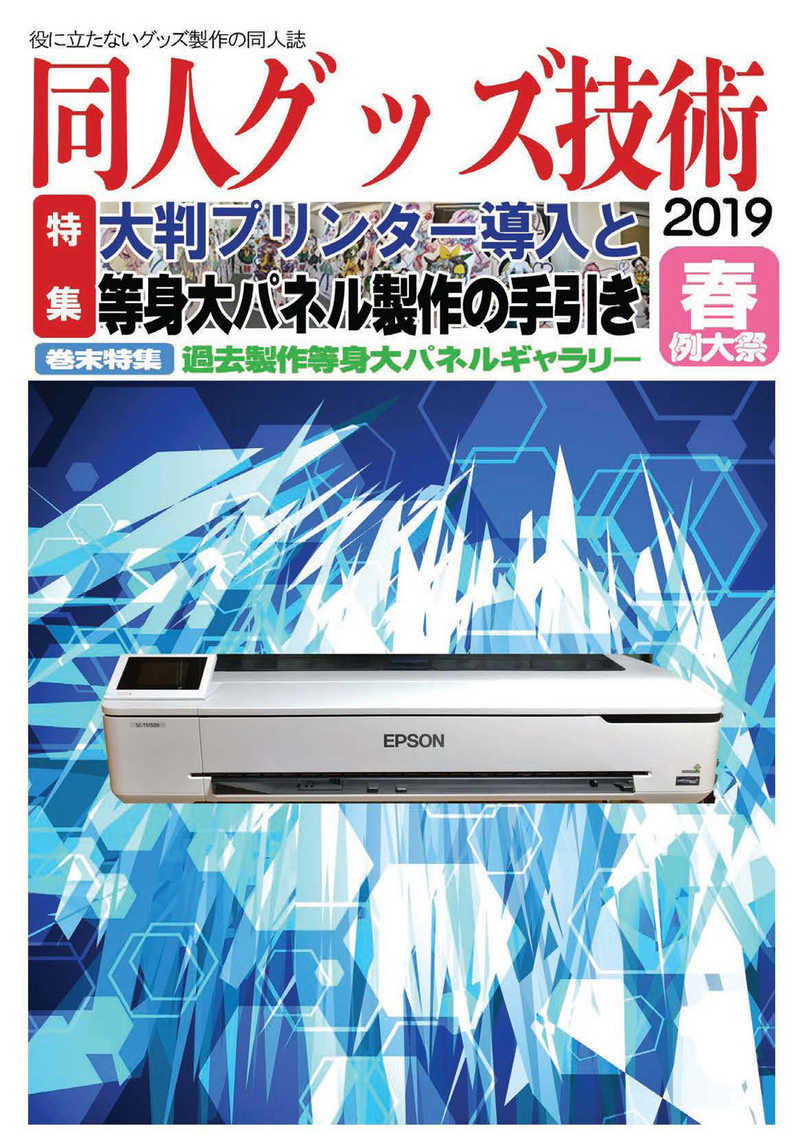 役に立たないグッズ製作の同人誌
同人グッズ技術
特集
大判プリンター導入と
等身大パネル製作の手引き
2019
春
例大祭
巻末特集 過去製作等身大パネルギャラリー
EPSON